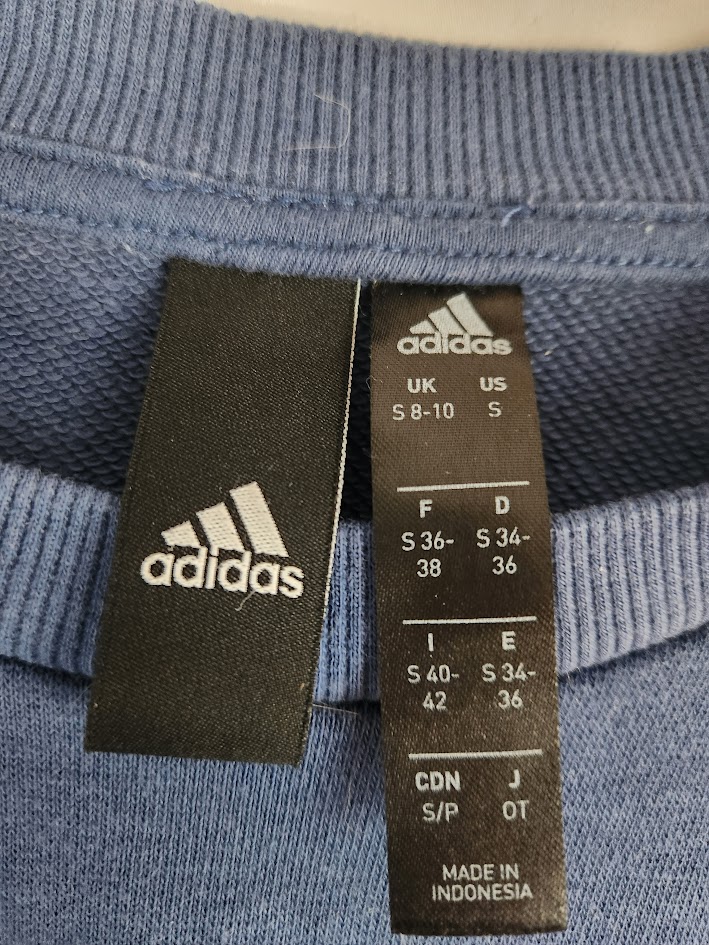 adidas
adidas
UK US
S 8-10 S
F D
S 36- S 34-
38 36
I E
S 40- S 34-
42 36
CDN J
S/P OT
MADE IN
INDONESIA